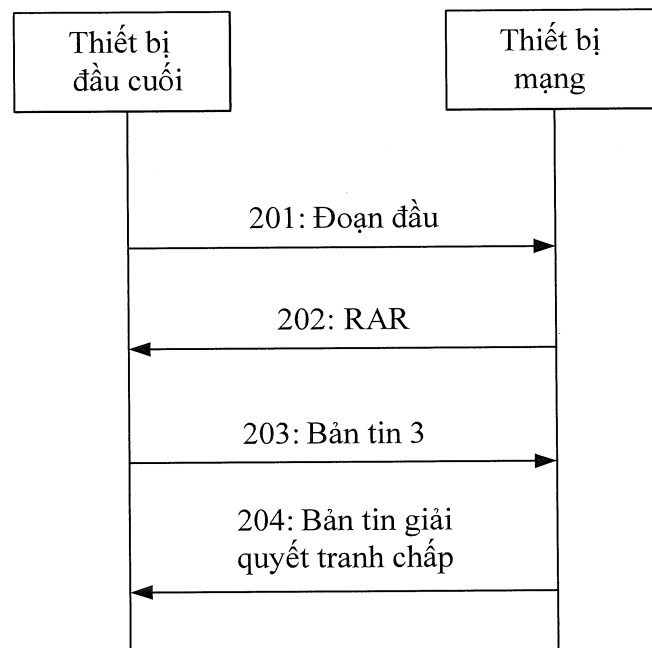 Thiết bị
đầu cuối
Thiết bị
mạng
201: Đoạn đầu
202: RAR
203: Bản tin 3
204: Bản tin giải
quyết tranh chấp